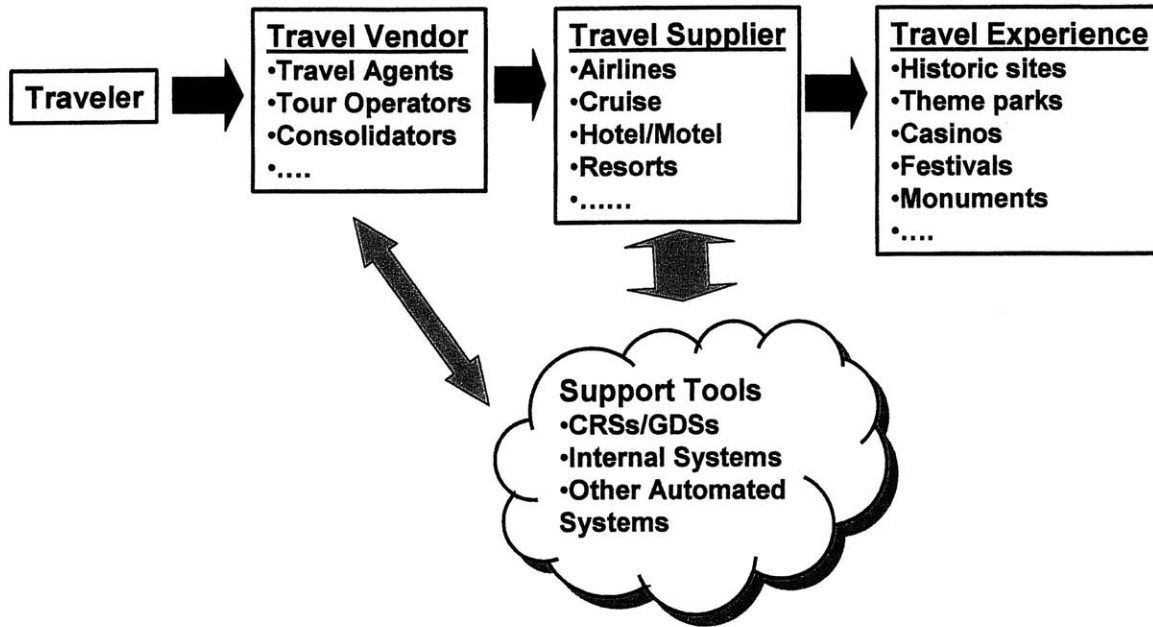 Traveler
Travel Vendor
•Travel Agents
•Tour Operators
•Consolidators
•....
Travel Supplier
•Airlines
•Cruise
•Hotel/Motel
•Resorts
•......
Travel Experience
•Historic sites
•Theme parks
•Casinos
•Festivals
•Monuments
•....
Support Tools
•CRSs/GDSs
•Internal Systems
•Other Automated
Systems